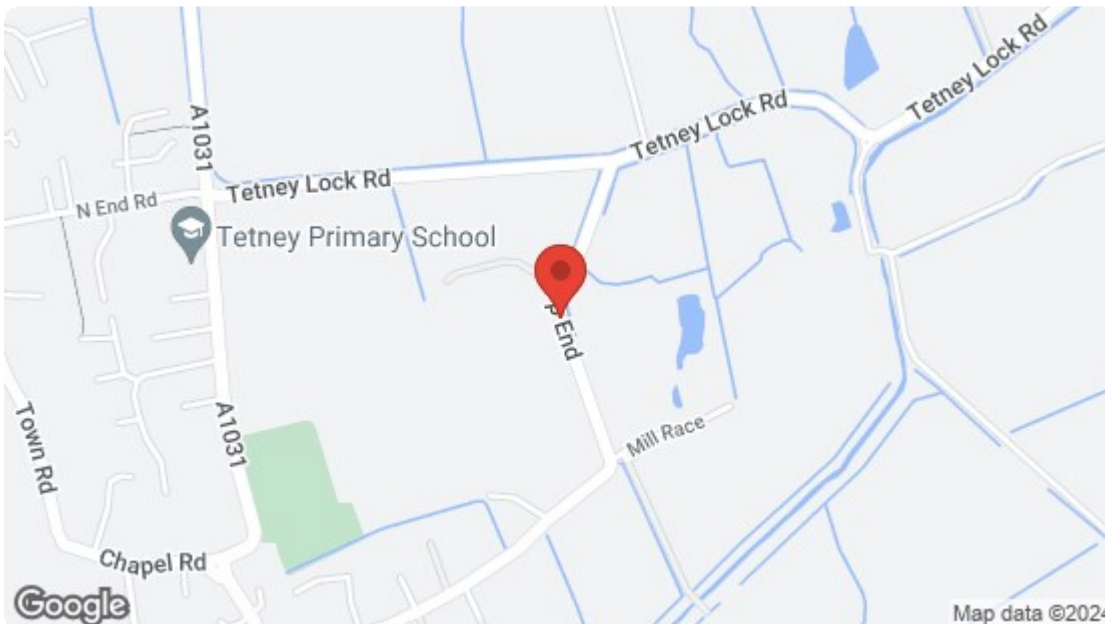 Tetney Lock Rd
Tetney Lock Rd
A1031
Tetney Lock Rd
N End Rd
Tetney Primary School
P End
A1031
Town Rd
Mill Race
Chapel Rd
Google
Map data ©2024